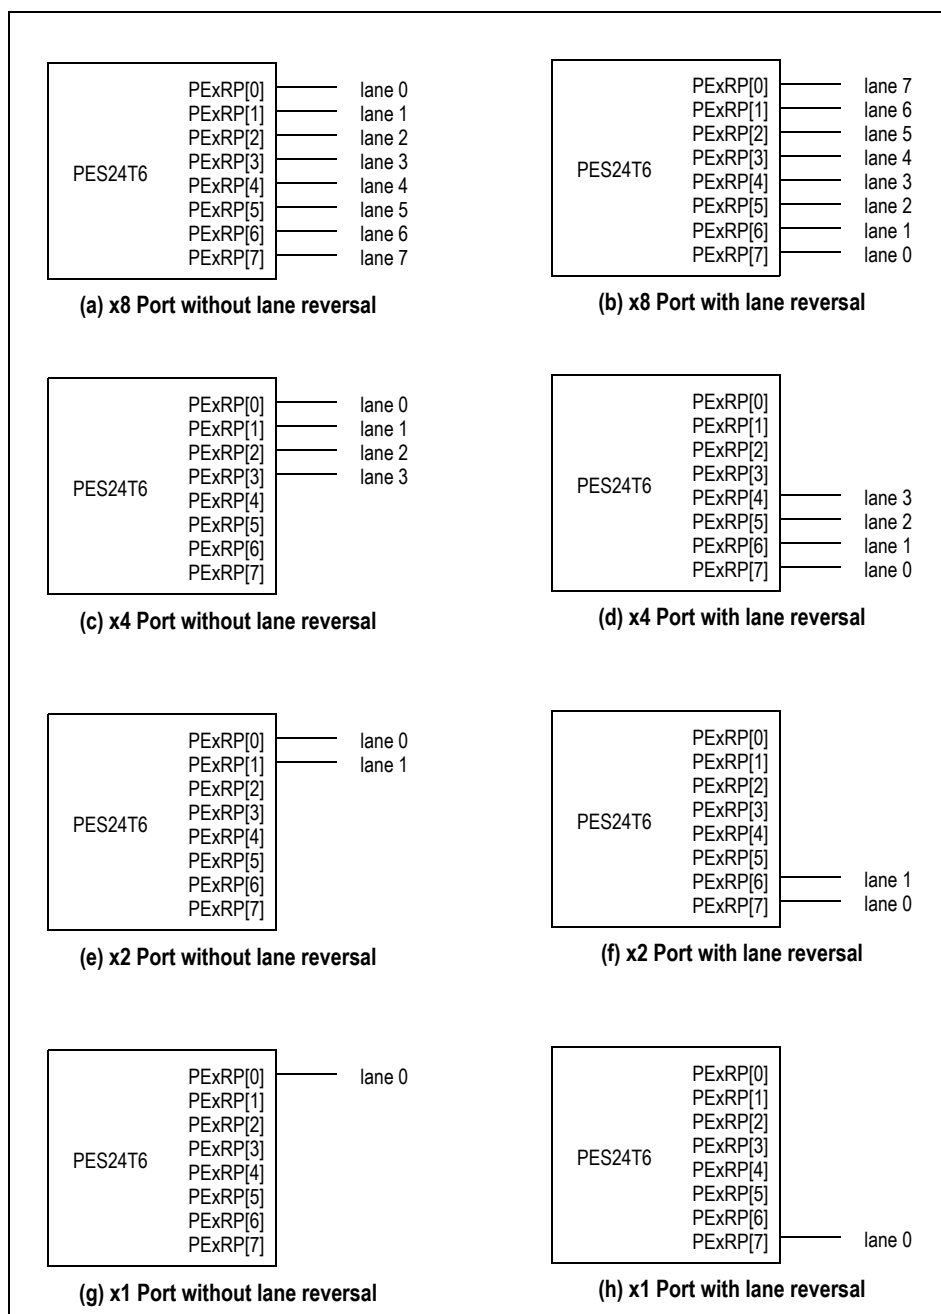 PES24T6
PExRP[0] lane 0
PExRP[1] lane 1
PExRP[2] lane 2
PExRP[3] lane 3
PExRP[4] lane 4
PExRP[5] lane 5
PExRP[6] lane 6
PExRP[7] lane 7
(a) x8 Port without lane reversal
PES24T6
PExRP[0] lane 7
PExRP[1] lane 6
PExRP[2] lane 5
PExRP[3] lane 4
PExRP[4] lane 3
PExRP[5] lane 2
PExRP[6] lane 1
PExRP[7] lane 0
(b) x8 Port with lane reversal
PES24T6
PExRP[0] lane 0
PExRP[1] lane 1
PExRP[2] lane 2
PExRP[3] lane 3
PExRP[4]
PExRP[5]
PExRP[6]
PExRP[7]
(c) x4 Port without lane reversal
PES24T6
PExRP[0]
PExRP[1]
PExRP[2]
PExRP[3]
PExRP[4] lane 3
PExRP[5] lane 2
PExRP[6] lane 1
PExRP[7] lane 0
(d) x4 Port with lane reversal
PES24T6
PExRP[0] lane 0
PExRP[1] lane 1
PExRP[2]
PExRP[3]
PExRP[4]
PExRP[5]
PExRP[6]
PExRP[7]
(e) x2 Port without lane reversal
PES24T6
PExRP[0]
PExRP[1]
PExRP[2]
PExRP[3]
PExRP[4]
PExRP[5]
PExRP[6] lane 1
PExRP[7] lane 0
(f) x2 Port with lane reversal
PES24T6
PExRP[0] lane 0
PExRP[1]
PExRP[2]
PExRP[3]
PExRP[4]
PExRP[5]
PExRP[6]
PExRP[7]
(g) x1 Port without lane reversal
PES24T6
PExRP[0]
PExRP[1]
PExRP[2]
PExRP[3]
PExRP[4]
PExRP[5]
PExRP[6]
PExRP[7] lane 0
(h) x1 Port with lane reversal